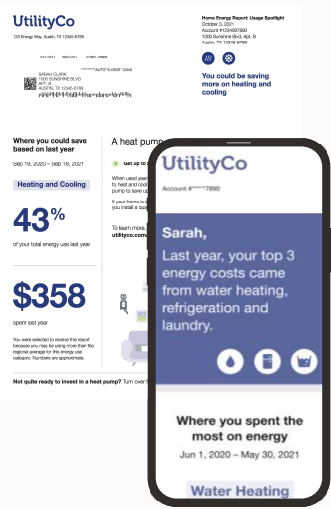 UtilityCo
123 Energy Way, Austin, TX 12345-6789
Home Energy Report: Usage Spotlight
October 3, 2021
Account #1234567890
1000 Sunshine Blvd, Apt. B
Austin, TX 12345-6789
You could be saving
more on heating and
cooling
SARAH CLARK
1000 SUNSHINE BLVD
APT. B
AUSTIN, TX 12345-6789
Where you could save
based on last year
Sep 19, 2020 – Sep 18, 2021
Heating and Cooling
43%
of your total energy use last year
$358
spent last year
You were selected to receive this report
because you may be using more than the
regional average for this energy use
category. Numbers are approximate.
A heat pump
Get up to
When used year
to heat and cool
pump to save up
If your home is
you install a
To learn more,
utilityco.com
Not quite ready to invest in a heat pump? Turn over
UtilityCo
Account #*****7890
Sarah,
Last year, your top 3
energy costs came
from water heating,
refrigeration and
laundry.
Where you spent the
most on energy
Jun 1, 2020 – May 30, 2021
Water Heating